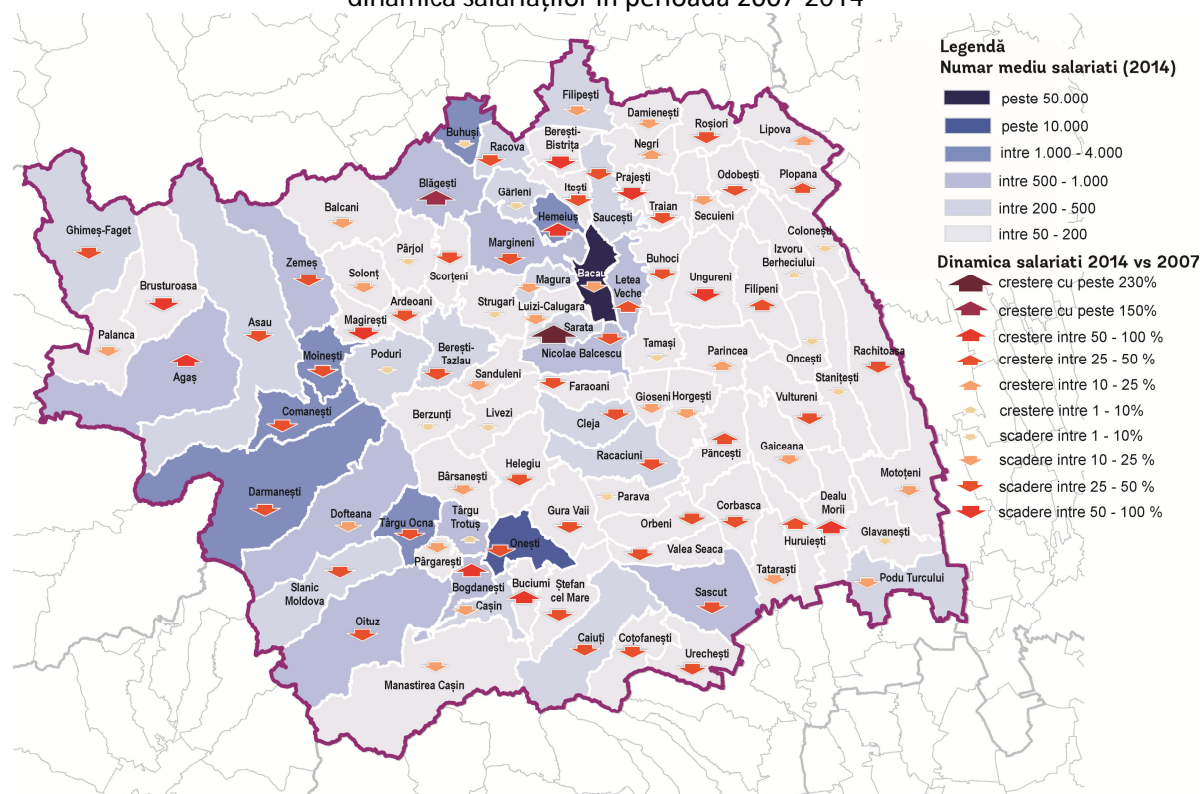 dinamica salariaților în perioada 2007-2014
Legendă
Numar mediu salariati (2014)
peste 50.000
peste 10.000
intre 1.000 - 4.000
intre 500 - 1.000
intre 200 - 500
intre 50 - 200
Dinamica salariati 2014 vs 2007
crestere cu peste 230%
crestere cu peste 150%
crestere intre 50 - 100 %
crestere intre 25 - 50 %
crestere intre 10 - 25 %
crestere intre 1 - 10%
scadere intre 1 - 10%
scadere intre 10 - 25 %
scadere intre 25 - 50 %
scadere intre 50 - 100 %
Filipești
Damienești
Roșiori
Lipova
Buhuși
Racova
Berești-
Bistrița
Negri
Blăgești
Gârleni
Itești
Prajești
Odobești
Plopana
Balcani
Hemeiuș
Saucești
Traian
Secuieni
Ghimeș-Faget
Margineni
Colonești
Izvoru
Berheciului
Pârjol
Scorțeni
Zemeș
Solonț
Magura
Bacau
Letea
Veche
Buhoci
Ungureni
Filipeni
Brusturoasa
Ardeoani
Strugari
Luizi-Calugara
Magirești
Sarata
Palanca
Asau
Moinești
Poduri
Berești-
Tazlau
Nicolae Balcescu
Tamași
Parincea
Oncești
Rachitoasa
Agaș
Sanduleni
Faraoani
Stanițești
Gioseni
Horgești
Vultureni
Comanești
Berzunți
Livezi
Cleja
Racaciuni
Pâncești
Gaiceana
Bârsanești
Helegiu
Motoțeni
Darmanești
Parava
Dofteana
Târgu Ocna
Târgu
Trotuș
Gura Vaii
Orbeni
Corbasca
Dealu
Morii
Onești
Huruiești
Glavanești
Valea Seaca
Pârgarești
Slanic
Moldova
Bogdanești
Buciumi
Ștefan
cel Mare
Tatarașți
Podu Turcului
Cașin
Sascut
Oituz
Caiuți
Coțofanești
Urechești
Manastirea Cașin